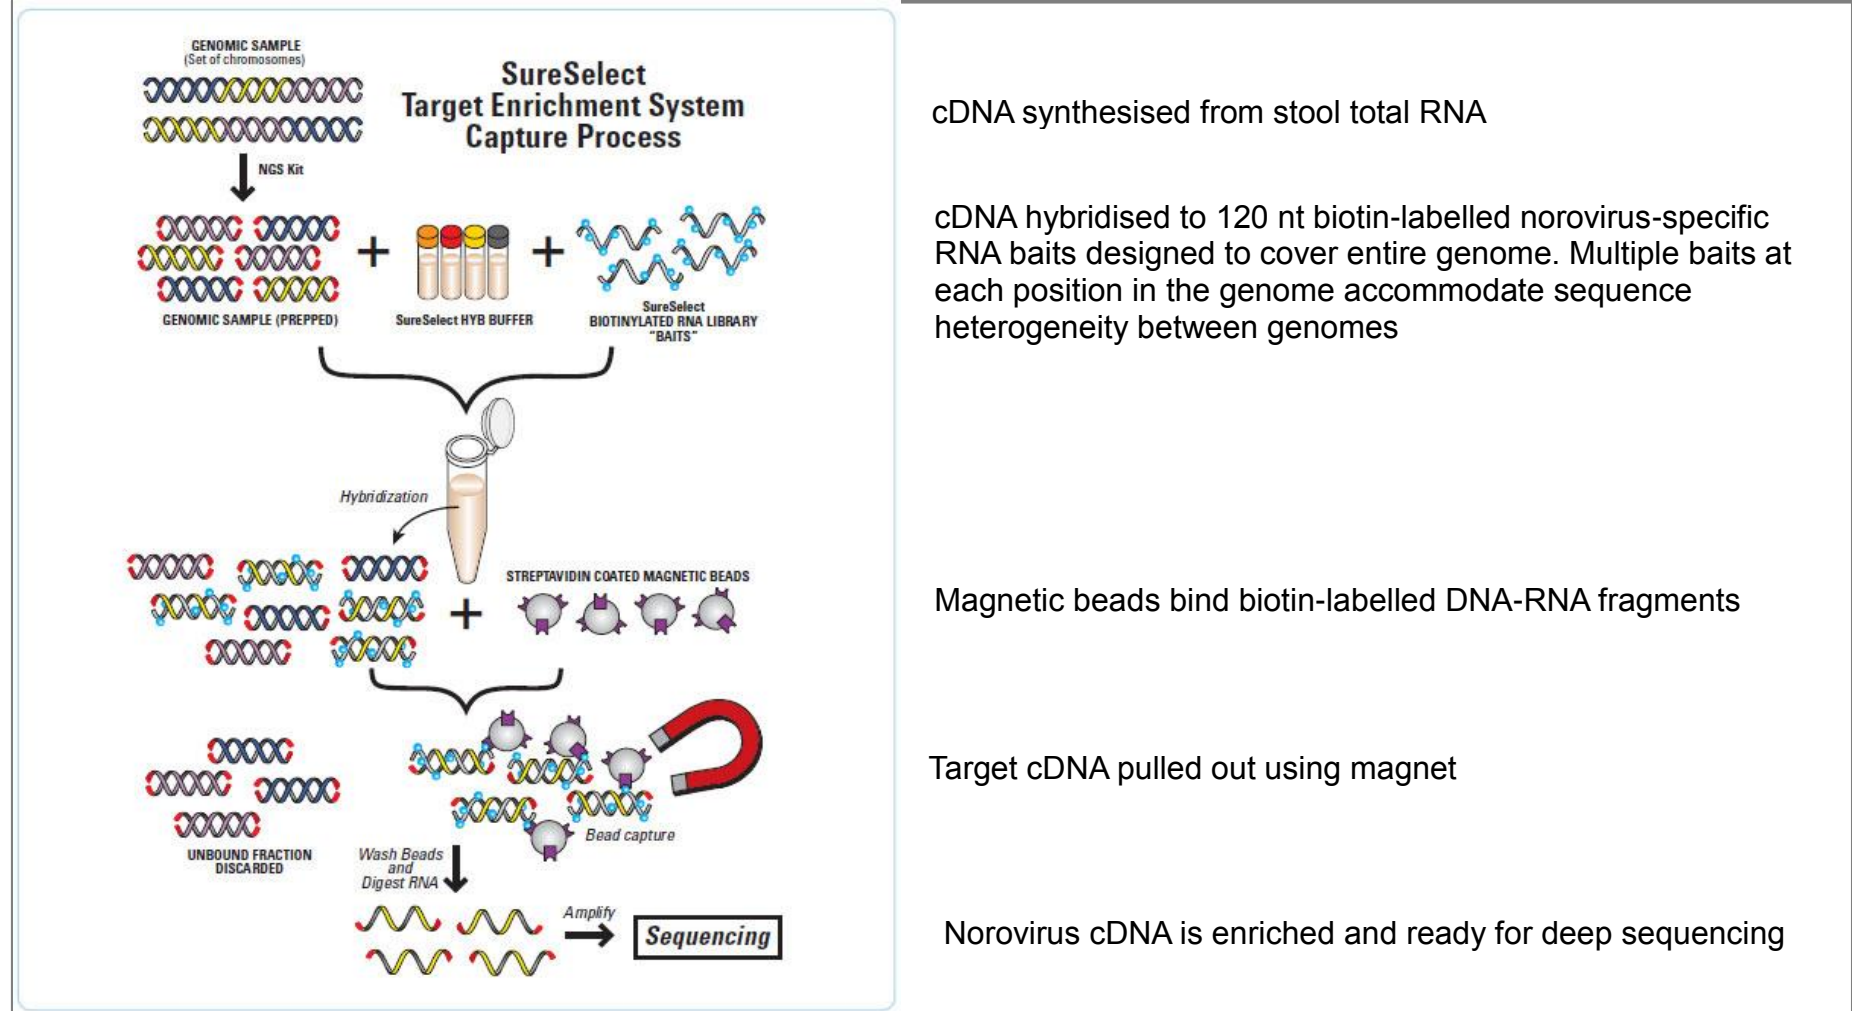 GENOMIC SAMPLE
(Set of chromosomes)
SureSelect
Target Enrichment System
Capture Process
NGS Kit
GENOMIC SAMPLE (PREPPED)
SureSelect HYB BUFFER
SureSelect
BIOTINYLATED RNA LIBRARY
“BAITS”
Hybridization
STREPTAVIDIN COATED MAGNETIC BEADS
Bead capture
UNBOUND FRACTION
DISCARDED
Wash Beads
and
Digest RNA
Amplify
Sequencing
cDNA synthesised from stool total RNA
cDNA hybridised to 120 nt biotin-labelled norovirus-specific
RNA baits designed to cover entire genome. Multiple baits at
each position in the genome accommodate sequence
heterogeneity between genomes
Magnetic beads bind biotin-labelled DNA-RNA fragments
Target cDNA pulled out using magnet
Norovirus cDNA is enriched and ready for deep sequencing